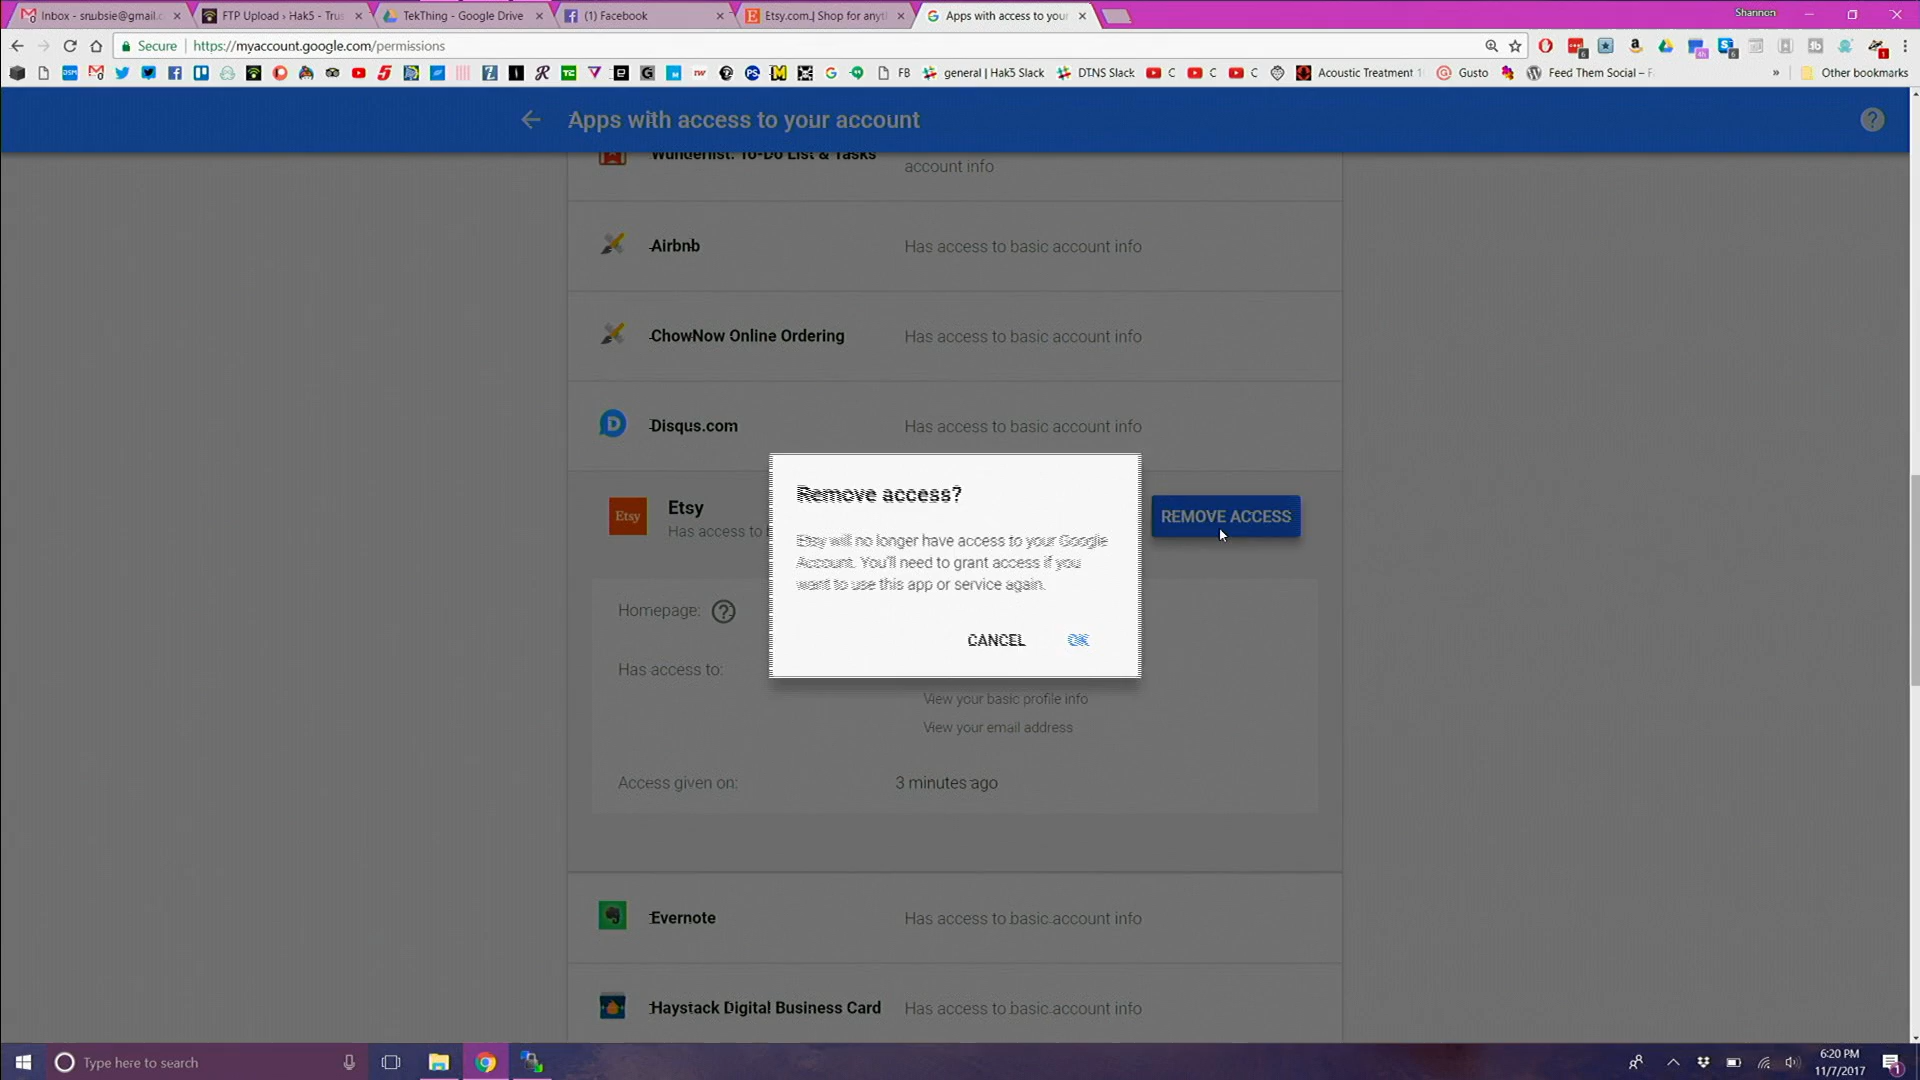 Inbox - snubsie@gmail.c
FTP Upload › Hak5 - Trus
TekThing - Google Drive
(1) Facebook
Etsy.com | Shop for anyt
Apps with access to your
Shannon
Secure
https://myaccount.google.com/permissions
FB
general | Hak5 Slack
DTNS Slack
C
C
C
Acoustic Treatment
Gusto
Feed Them Social – F
»
Other bookmarks
Apps with access to your account
Wunderlist: To-Do List & Tasks
account info
Airbnb
Has access to basic account info
ChowNow Online Ordering
Has access to basic account info
Disqus.com
Has access to basic account info
Etsy
Etsy
Has access to
REMOVE ACCESS
Remove access?
Etsy will no longer have access to your Google
Account. You'll need to grant access if you
want to use this app or service again.
CANCEL
OK
Homepage:
Has access to:
View your basic profile info
View your email address
Access given on:
3 minutes ago
Evernote
Has access to basic account info
Haystack Digital Business Card
Has access to basic account info
Type here to search
6:20 PM
11/7/2017